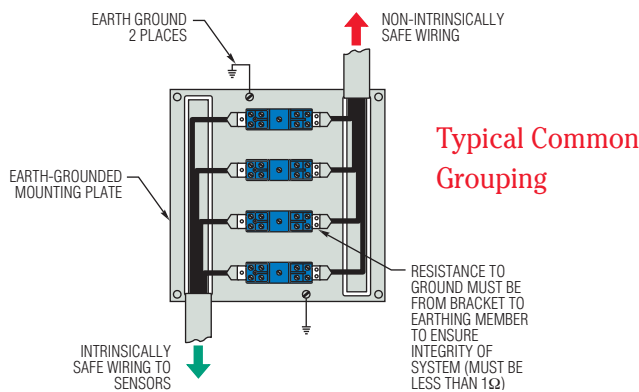 EARTH GROUND
2 PLACES
NON-INTRINSICALLY
SAFE WIRING
Typical Common
Grouping
EARTH-GROUNDED
MOUNTING PLATE
RESISTANCE TO
GROUND MUST BE
FROM BRACKET TO
EARTHING MEMBER
TO ENSURE
INTEGRITY OF
SYSTEM (MUST BE
LESS THAN 1Ω)
INTRINSICALLY
SAFE WIRING TO
SENSORS